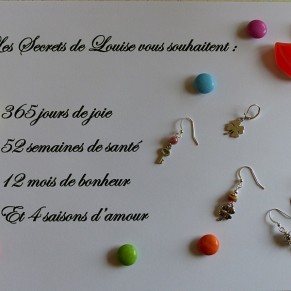 Les Secrets de Louise vous souhaitent :
365 jours de joie
52 semaines de santé
12 mois de bonheur
Et 4 saisons d'amour